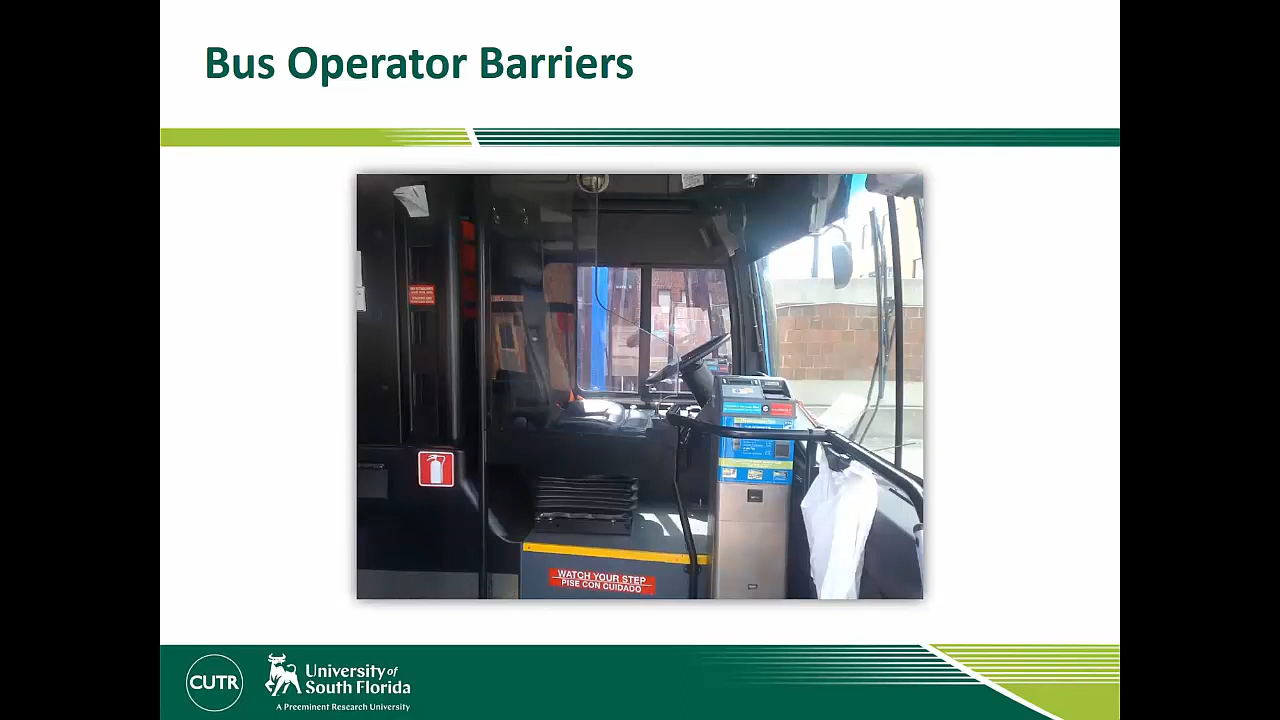 Bus Operator Barriers
WATCH YOUR STEP
PISE CON CUIDADO
CUTR
University of
South Florida
A Preeminent Research University